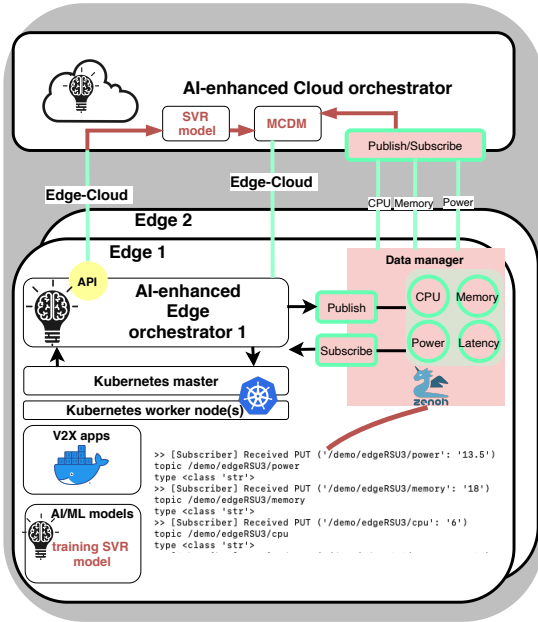 AI-enhanced Cloud orchestrator
SVR
model
MCDM
Publish/Subscribe
Edge-Cloud
Edge-Cloud
CPU
Memory
Power
Edge 2
Edge 1
Data manager
API
AI-enhanced
Edge
orchestrator 1
Publish
Subscribe
CPU
Memory
Power
Latency
zenoh
Kubernetes master
Kubernetes worker node(s)
V2X apps
AI/ML models
training SVR
model
>> [Subscriber] Received PUT ('/demo/edgeRSU3/power': '13.5')
topic /demo/edgeRSU3/power
type <class 'str'>
>> [Subscriber] Received PUT ('/demo/edgeRSU3/memory': '18')
topic /demo/edgeRSU3/memory
type <class 'str'>
>> [Subscriber] Received PUT ('/demo/edgeRSU3/cpu': '6')
topic /demo/edgeRSU3/cpu
type <class 'str'>